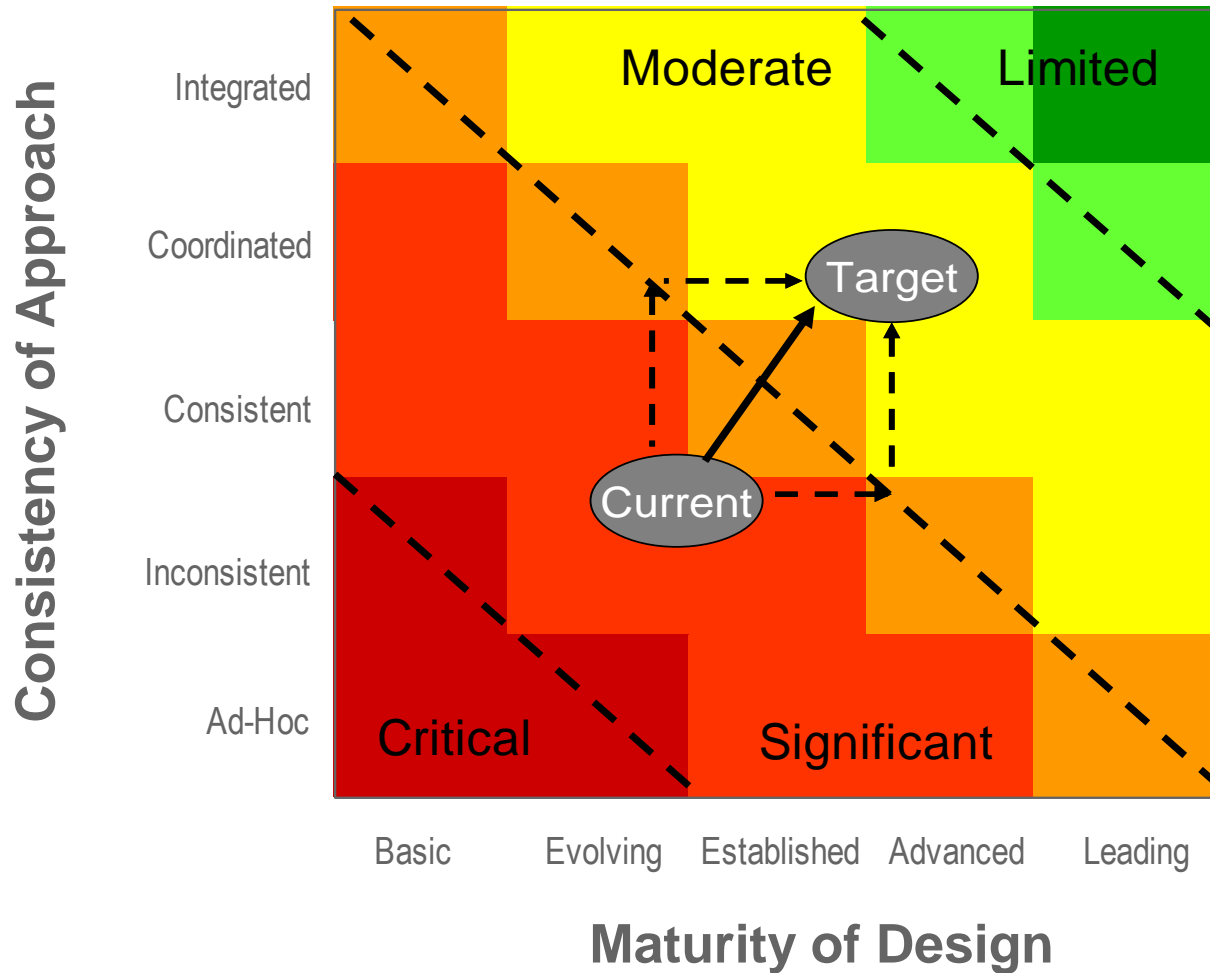 Consistency of Approach
Integrated
Coordinated
Consistent
Inconsistent
Ad-Hoc
Moderate
Limited
Target
Current
Critical
Significant
Basic
Evolving
Established
Advanced
Leading
Maturity of Design